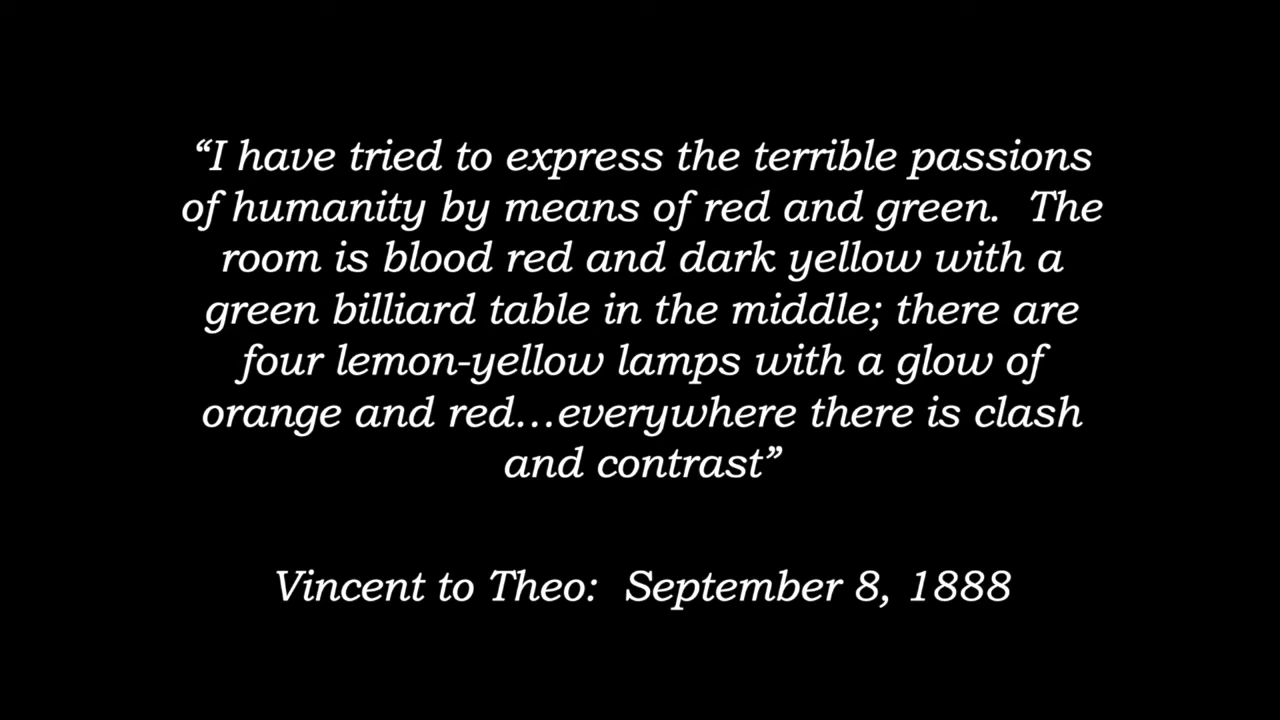 “I have tried to express the terrible passions
of humanity by means of red and green.  The
room is blood red and dark yellow with a
green billiard table in the middle; there are
four lemon-yellow lamps with a glow of
orange and red…everywhere there is clash
and contrast”
Vincent to Theo:  September 8, 1888